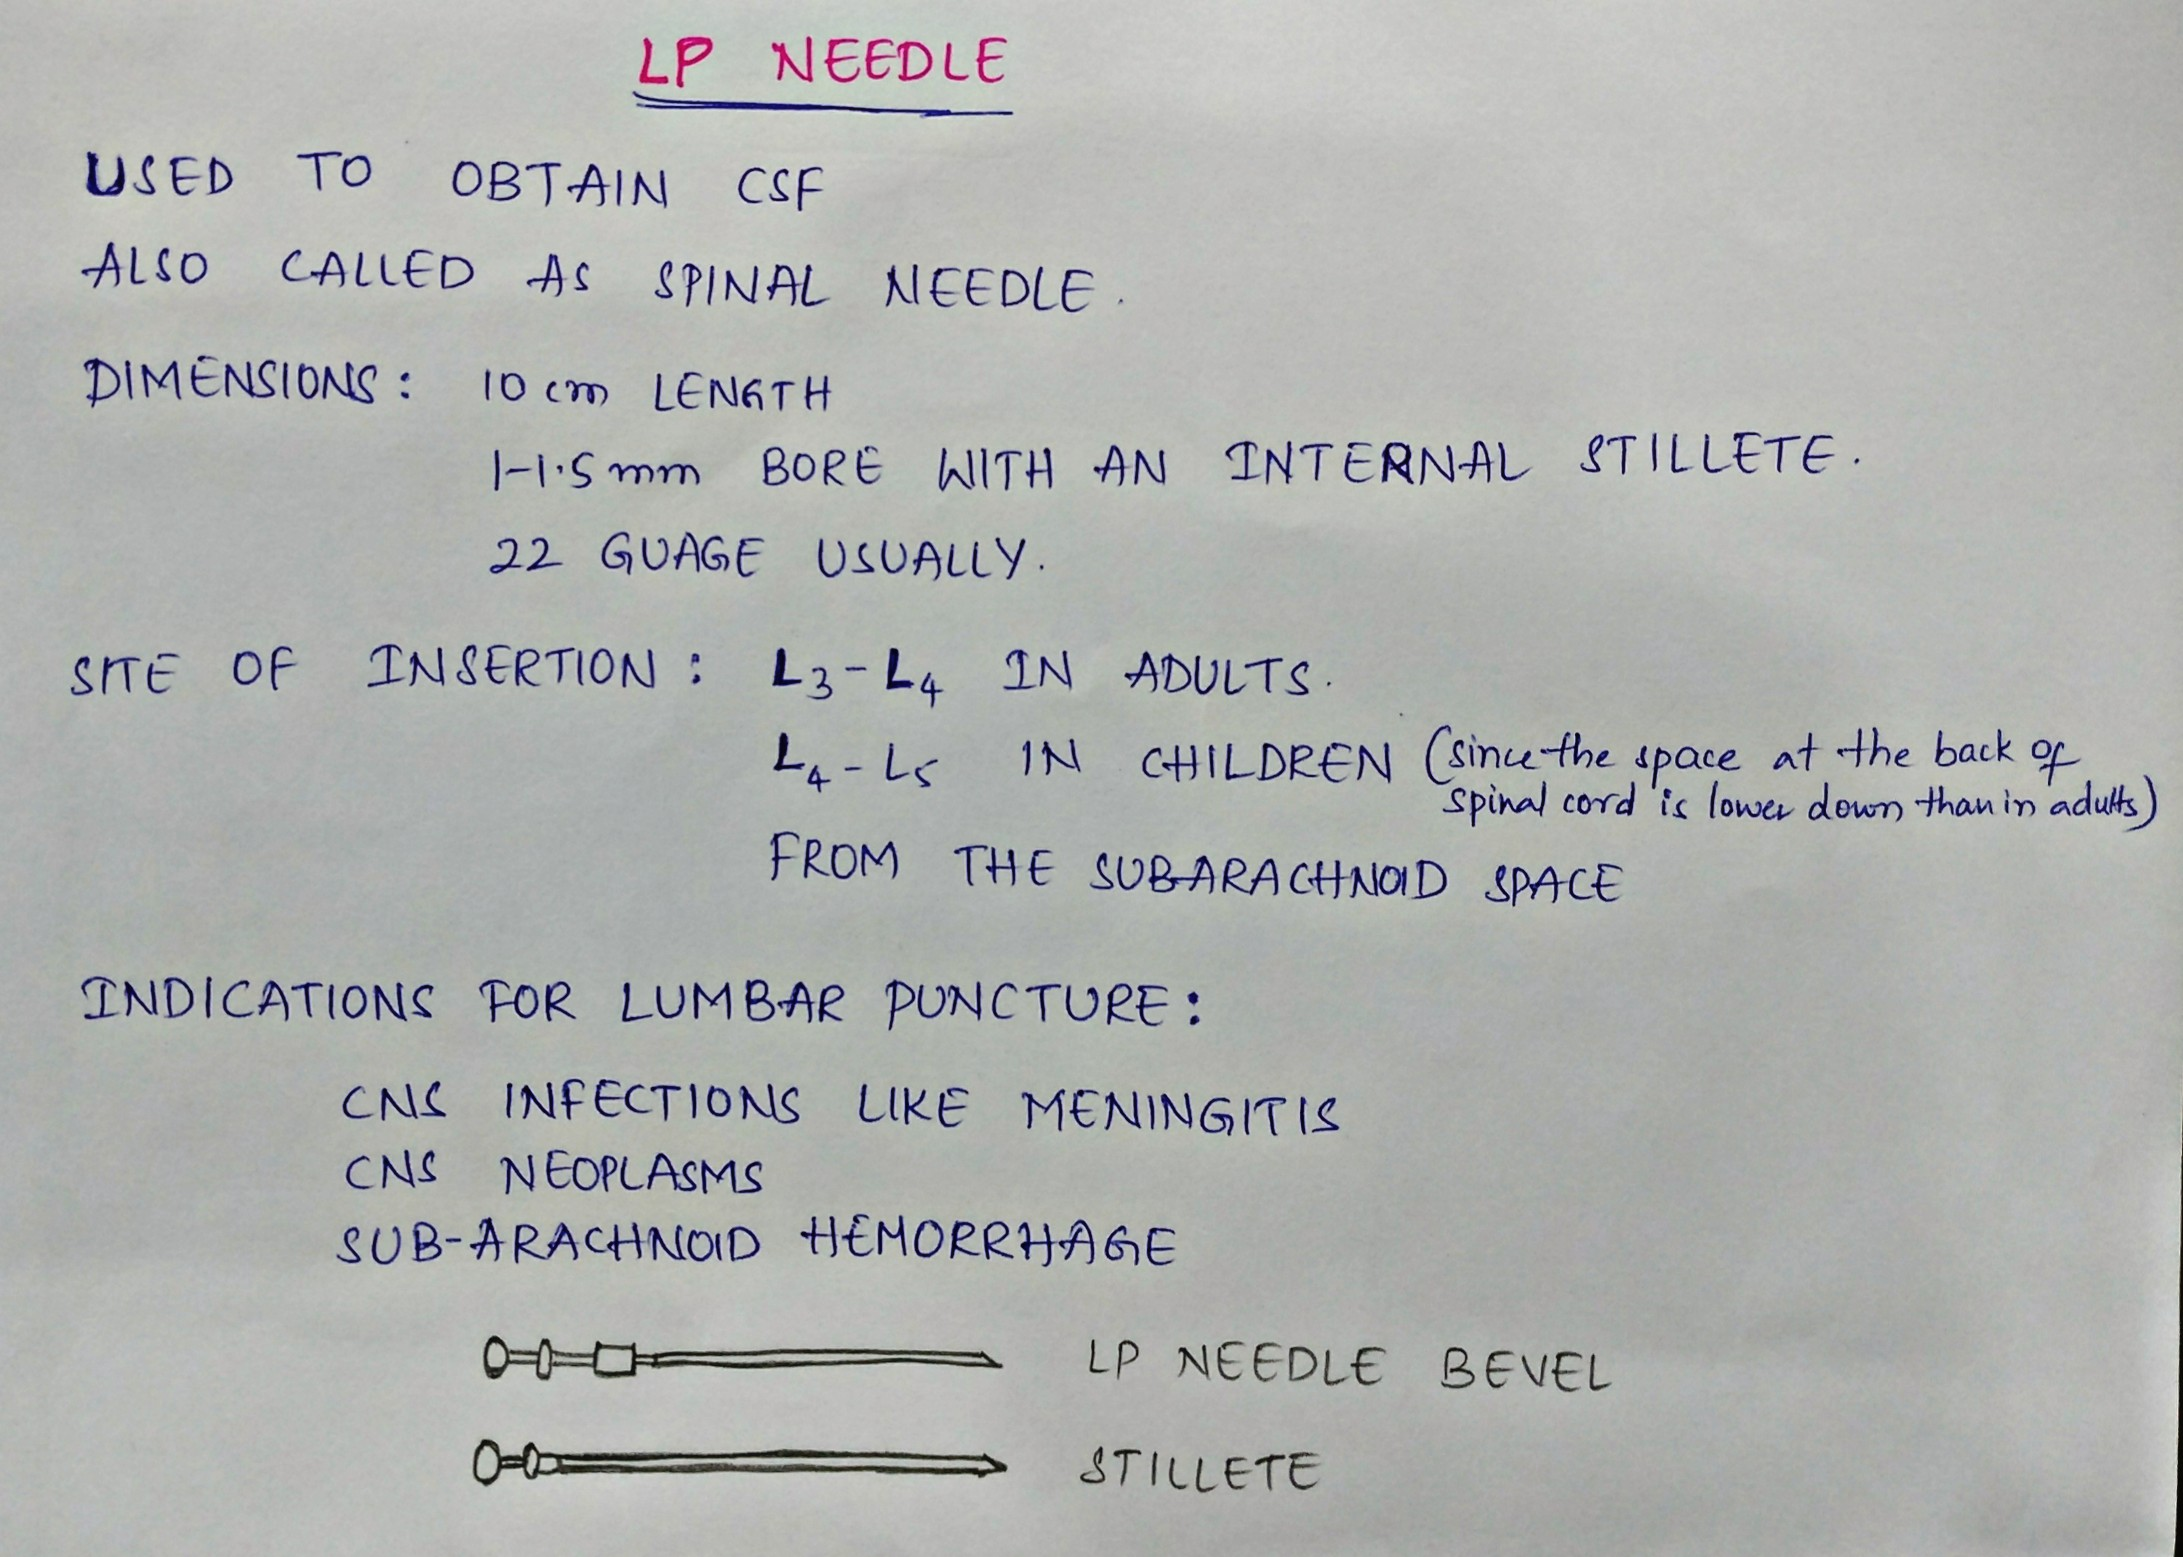 LP NEEDLE
USED TO OBTAIN CSF
ALSO CALLED AS SPINAL NEEDLE.
DIMENSIONS: 10 cm LENGTH
1-1.5 mm BORE WITH AN INTERNAL STILLETE.
22 GUAGE USUALLY.
SITE OF INSERTION: L3-L4 IN ADULTS.
L4-L5 IN CHILDREN (since the space at the back of
spinal cord is lower down than in adults)
FROM THE SUBARACHNOID SPACE
INDICATIONS FOR LUMBAR PUNCTURE:
CNS INFECTIONS LIKE MENINGITIS
CNS NEOPLASMS
SUB-ARACHNOID HEMORRHAGE
LP NEEDLE BEVEL
STILLETE